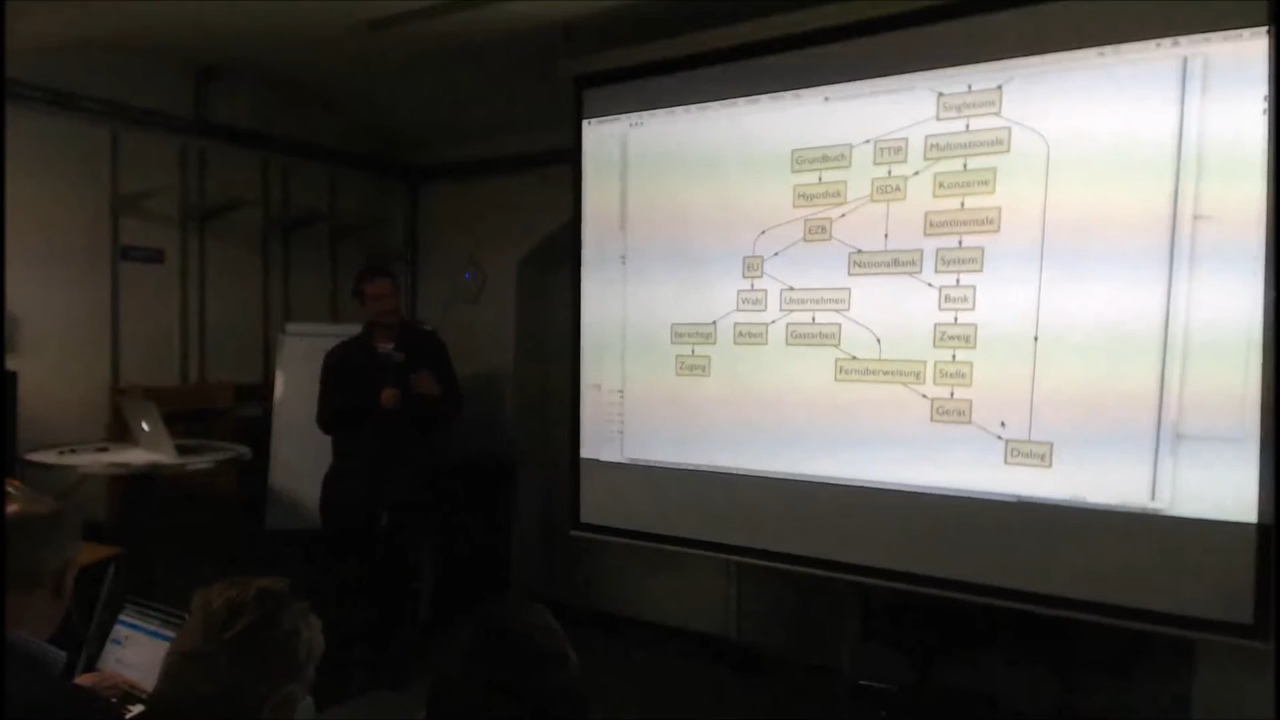 Singletons
Multinationale
Grundbuch
TTIP
Konzerne
Hypothek
ISDA
kontinentale
EZB
System
EU
NationalBank
Bank
Wahl
Unternehmen
berechtigt
Arbeit
Gastarbeit
Zweig
Zugang
Fernüberweisung
Stelle
Gerät
Dialog